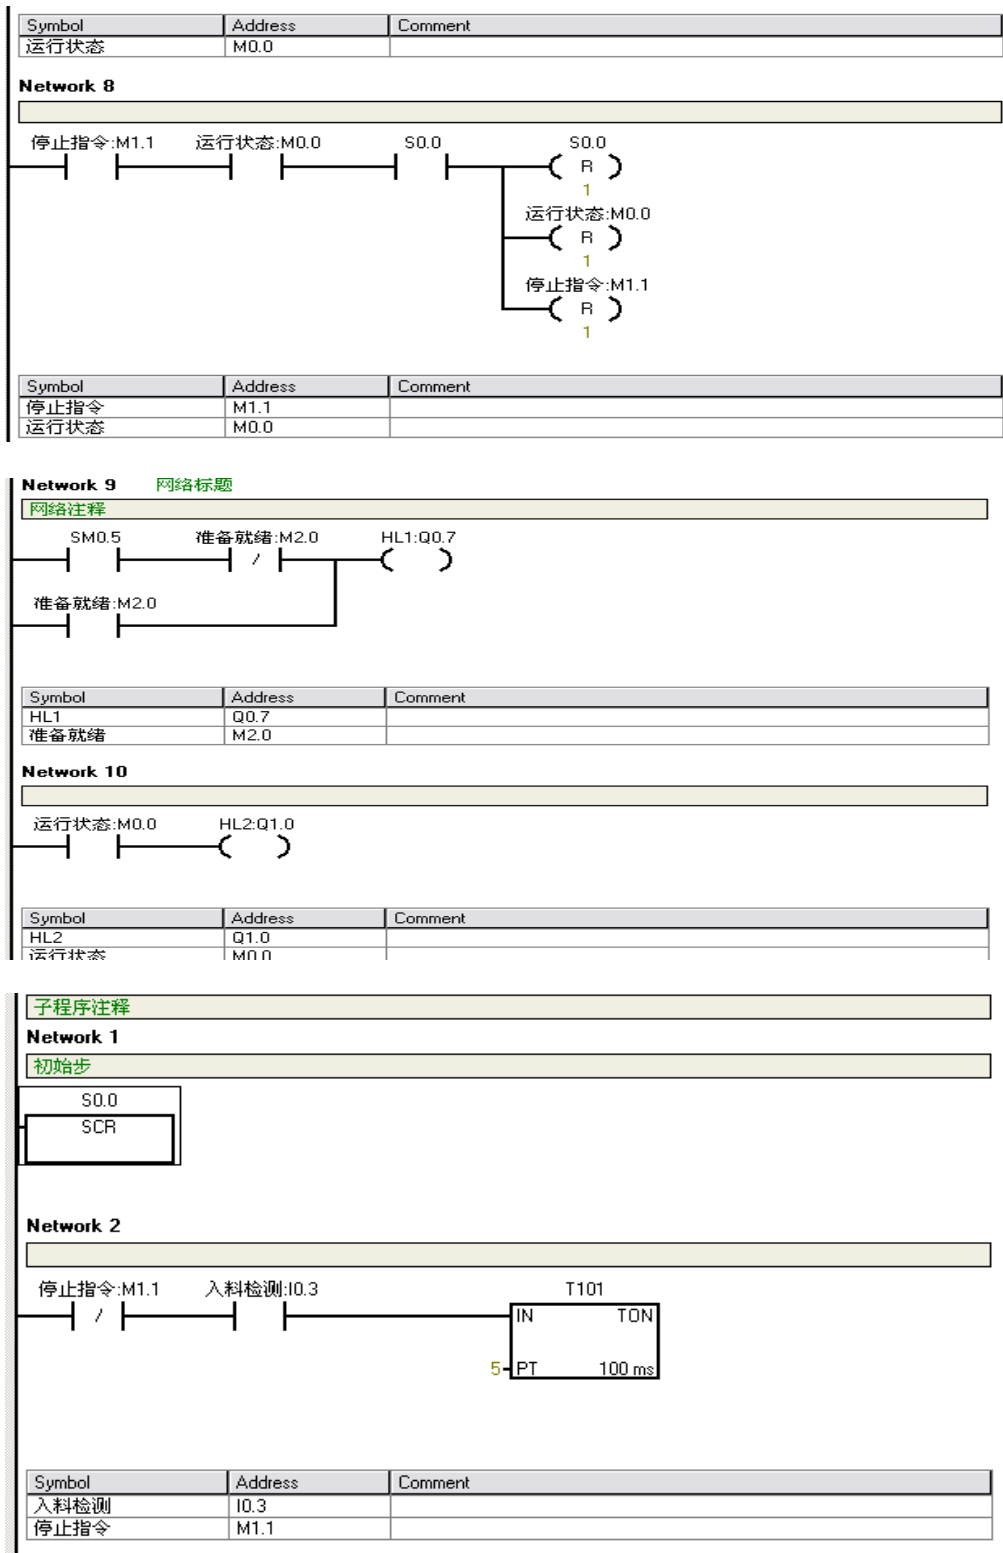 Symbol Address Comment
运行状态 M0.0
Network 8
停止指令:M1.1 运行状态:M0.0 S0.0 S0.0
R
1
运行状态:M0.0
R
1
停止指令:M1.1
R
1
Symbol Address Comment
停止指令 M1.1
运行状态 M0.0
Network 9 网络标题
网络注释
SM0.5 准备就绪:M2.0 HL1:Q0.7
/
准备就绪:M2.0
Symbol Address Comment
HL1 Q0.7
准备就绪 M2.0
Network 10
运行状态:M0.0 HL2:Q1.0
Symbol Address Comment
HL2 Q1.0
运行状态 M0.0
子程序注释
Network 1
初始步
S0.0
SCR
Network 2
停止指令:M1.1 入料检测:I0.3 T101
/ IN TON
5 PT 100 ms
Symbol Address Comment
入料检测 I0.3
停止指令 M1.1